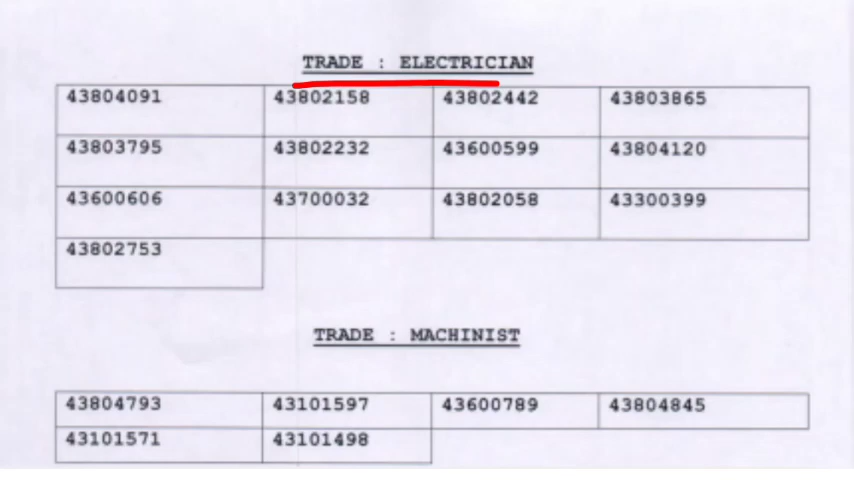 TRADE : ELECTRICIAN
43804091 43802158 43802442 43803865
43803795 43802232 43600599 43804120
43600606 43700032 43802058 43300399
43802753
TRADE : MACHINIST
43804793 43101597 43600789 43804845
43101571 43101498